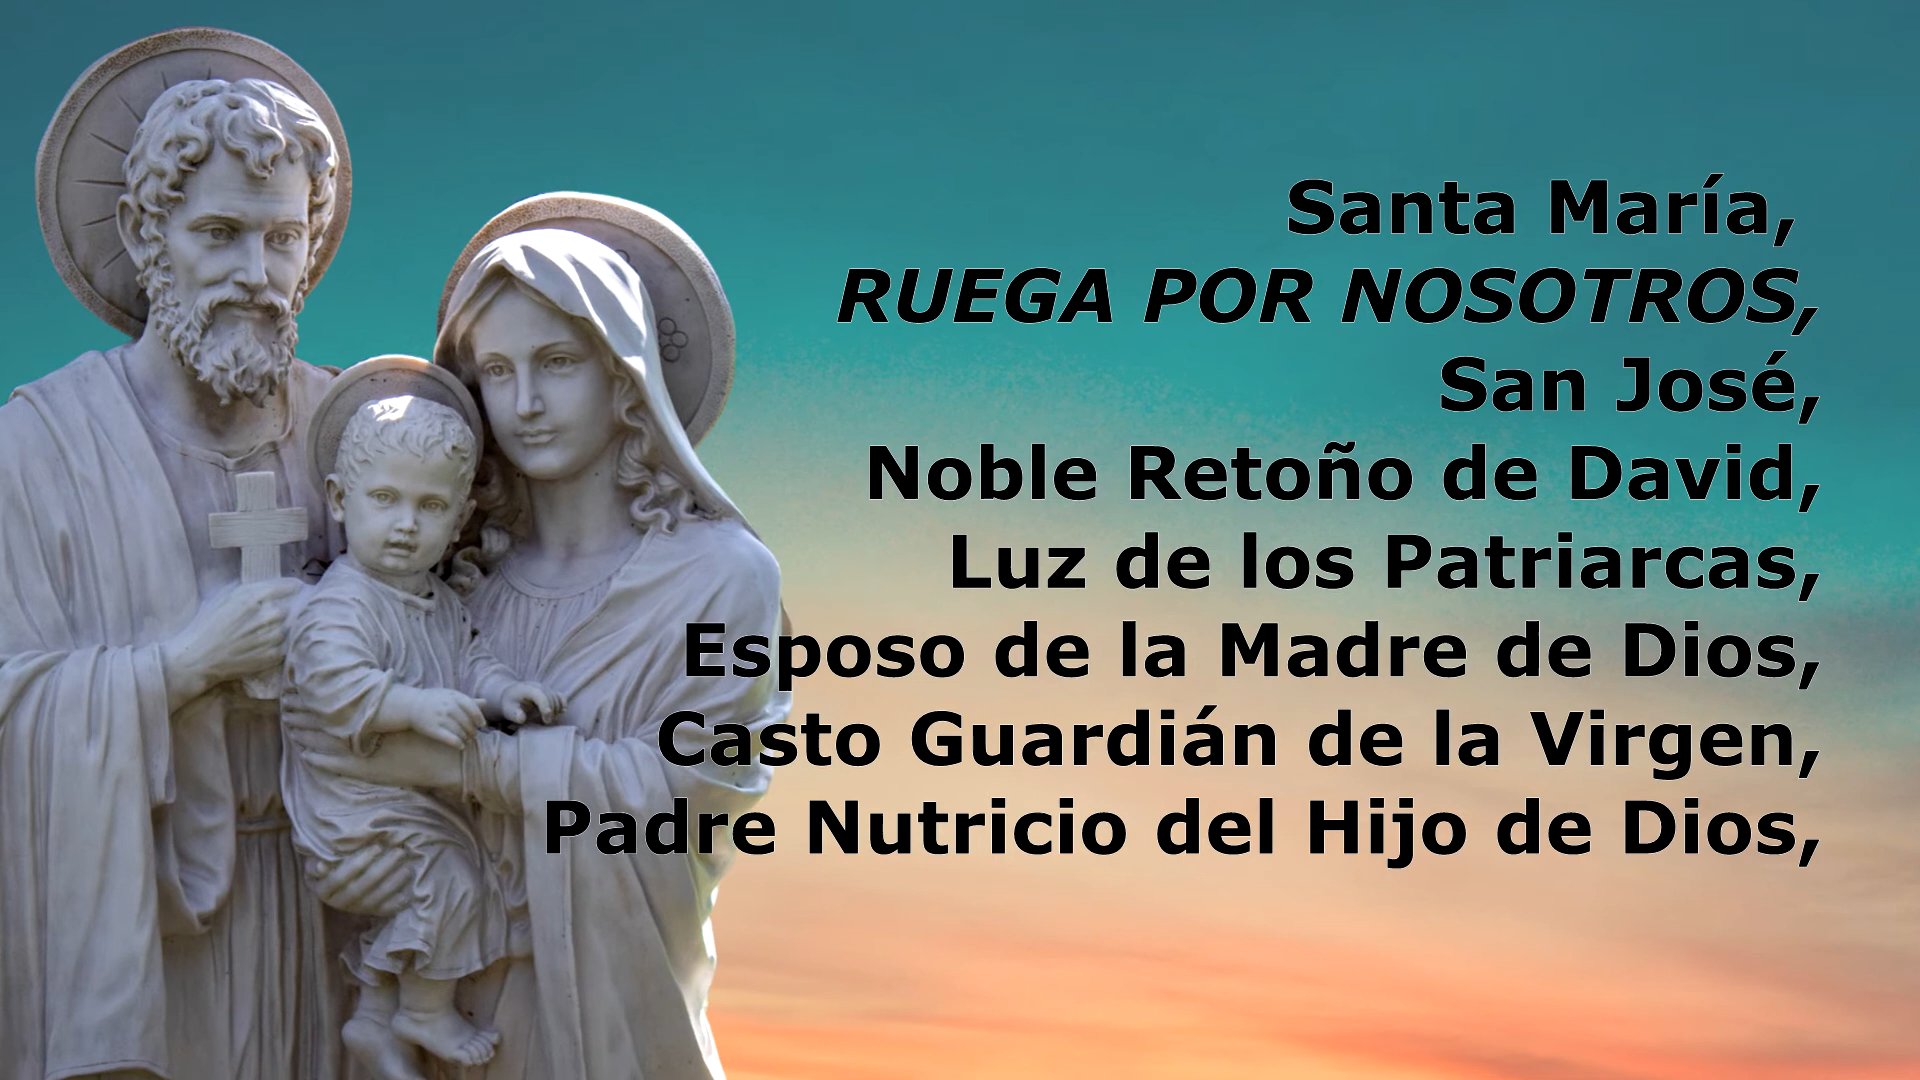 Santa María,
RUEGA POR NOSOTROS,
San José,
Noble Retoño de David,
Luz de los Patriarcas,
Esposo de la Madre de Dios,
Casto Guardián de la Virgen,
Padre Nutricio del Hijo de Dios,